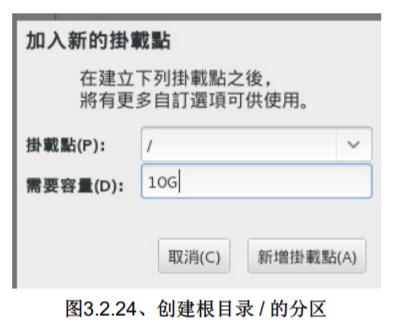 加入新的掛載點
在建立下列掛載點之後，
將有更多自訂選項可供使用。
掛載點(P):
/
需要容量(D):
10G
取消(C)
新增掛載點(A)
图3.2.24、创建根目录 / 的分区